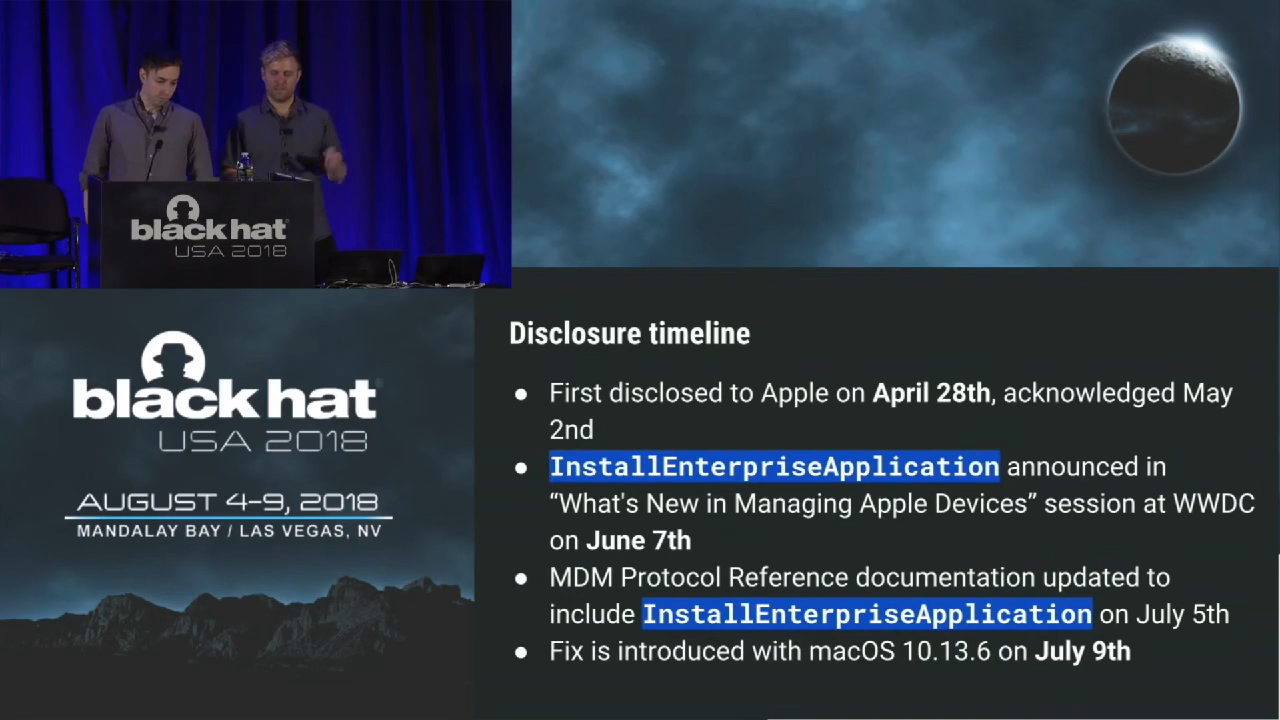 black hat
USA 2018
black hat
USA 2018
AUGUST 4-9, 2018
MANDALAY BAY / LAS VEGAS, NV
Disclosure timeline
● First disclosed to Apple on April 28th, acknowledged May
2nd
● InstallEnterpriseApplication announced in
“What's New in Managing Apple Devices” session at WWDC
on June 7th
● MDM Protocol Reference documentation updated to
include InstallEnterpriseApplication on July 5th
● Fix is introduced with macOS 10.13.6 on July 9th